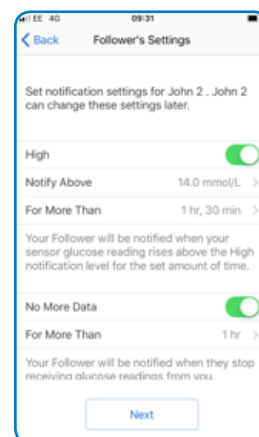 EE 4G 09:31
Back Follower's Settings
Set notification settings for John 2 . John 2
can change these settings later.
High
Notify Above 14.0 mmol/L
For More Than 1 hr, 30 min
Your Follower will be notified when your
sensor glucose reading rises above the High
notification level for the set amount of time.
No More Data
For More Than 1 hr
Your Follower will be notified when they stop
receiving glucose readings from you.
Next